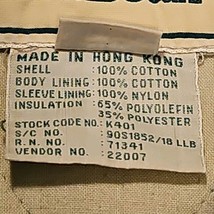 MADE IN HONG KONG
SHELL : 100% COTTON
BODY LINING : 100% COTTON
SLEEVE LINING : 100% NYLON
INSULATION : 65% POLYOLEFIN
35% POLYESTER
STOCK CODE NO. : K401
S/C NO. : 90S1852/18 LLB
R.N. NO. : 71341
VENDOR NO. : 22007